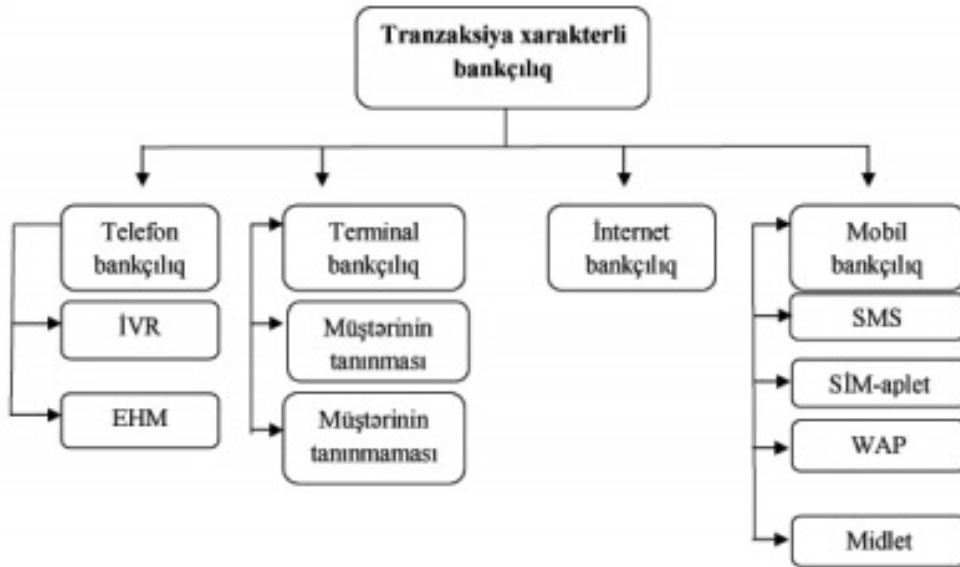 Tranzaksiya xarakterli
bankçılıq
Telefon
bankçılıq
İVR
EHM
Terminal
bankçılıq
Müştərinin
tanınması
Müştərinin
tanınmaması
İnternet
bankçılıq
Mobil
bankçılıq
SMS
SİM-aplet
WAP
Midlet